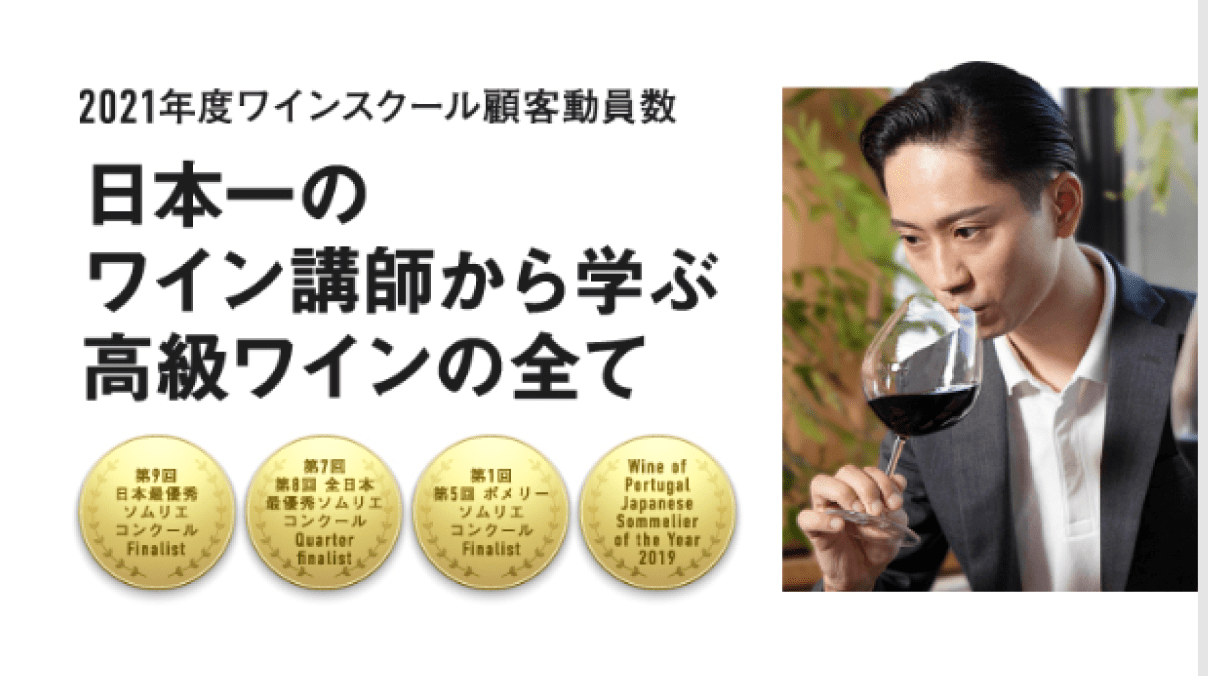 2021年度ワインスクール顧客動員数
日本一の
ワイン講師から学ぶ
高級ワインの全て
第9回
日本最優秀
ソムリエ
コンクール
Finalist
第7回
第8回 全日本
最優秀ソムリエ
コンクール
Quarter
finalist
第1回
第5回 ポメリー
ソムリエ
コンクール
Finalist
Wine of
Portugal
Japanese
Sommelier
of the Year
2019